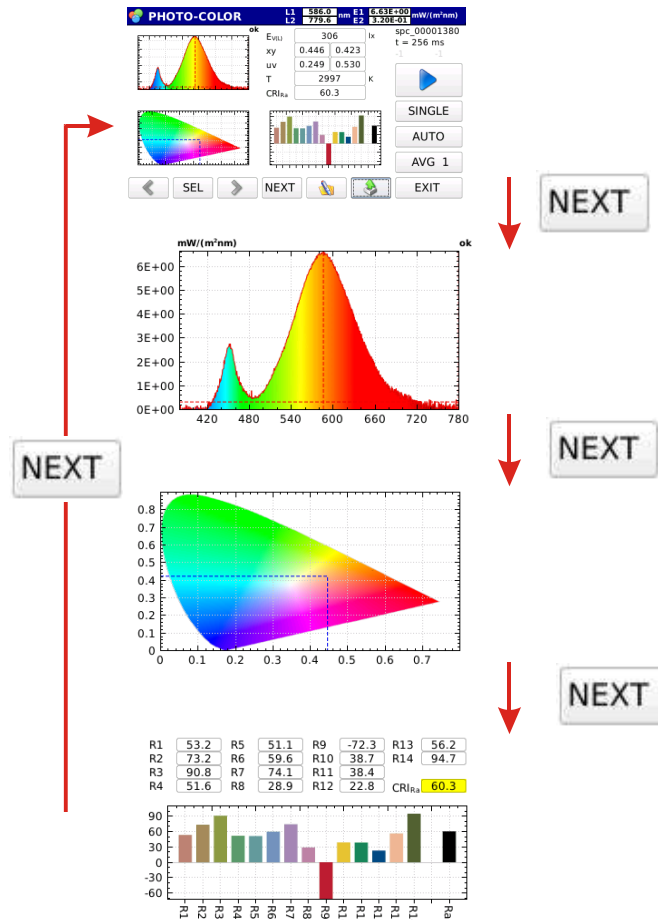 PHOTO-COLOR L1 586.0 nm E1 6.63E+00 mW/(m²nm)
L2 779.6 E2 3.20E-01
ok
EV(L) 306 lx
xy 0.446 0.423
uv 0.249 0.530
T 2997 K
CRIRa 60.3
spc_00001380
t = 256 ms
-1 -1
SINGLE
AUTO
AVG 1
SEL NEXT EXIT
NEXT
mW/(m²nm) ok
6E+00
5E+00
4E+00
3E+00
2E+00
1E+00
0E+00
420 480 540 600 660 720 780
NEXT
NEXT
0.8
0.7
0.6
0.5
0.4
0.3
0.2
0.1
0
0 0.1 0.2 0.3 0.4 0.5 0.6 0.7
NEXT
R1 53.2 R5 51.1 R9 -72.3 R13 56.2
R2 73.2 R6 59.6 R10 38.7 R14 94.7
R3 90.8 R7 74.1 R11 38.4
R4 51.6 R8 28.9 R12 22.8 CRIRa 60.3
90
60
30
0
-30
-60
R1 R2 R3 R4 R5 R6 R7 R8 R9 R1 R1 R1 R1 R1 Ra